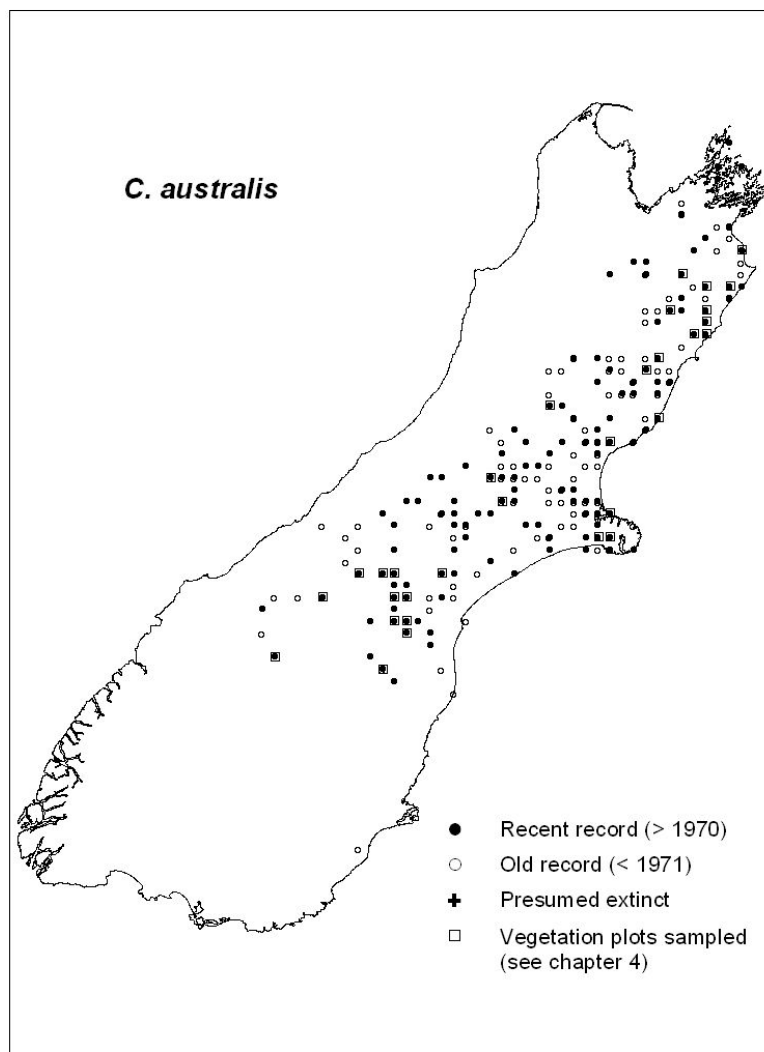 C. australis
Recent record (> 1970)
Old record (< 1971)
Presumed extinct
Vegetation plots sampled
(see chapter 4)